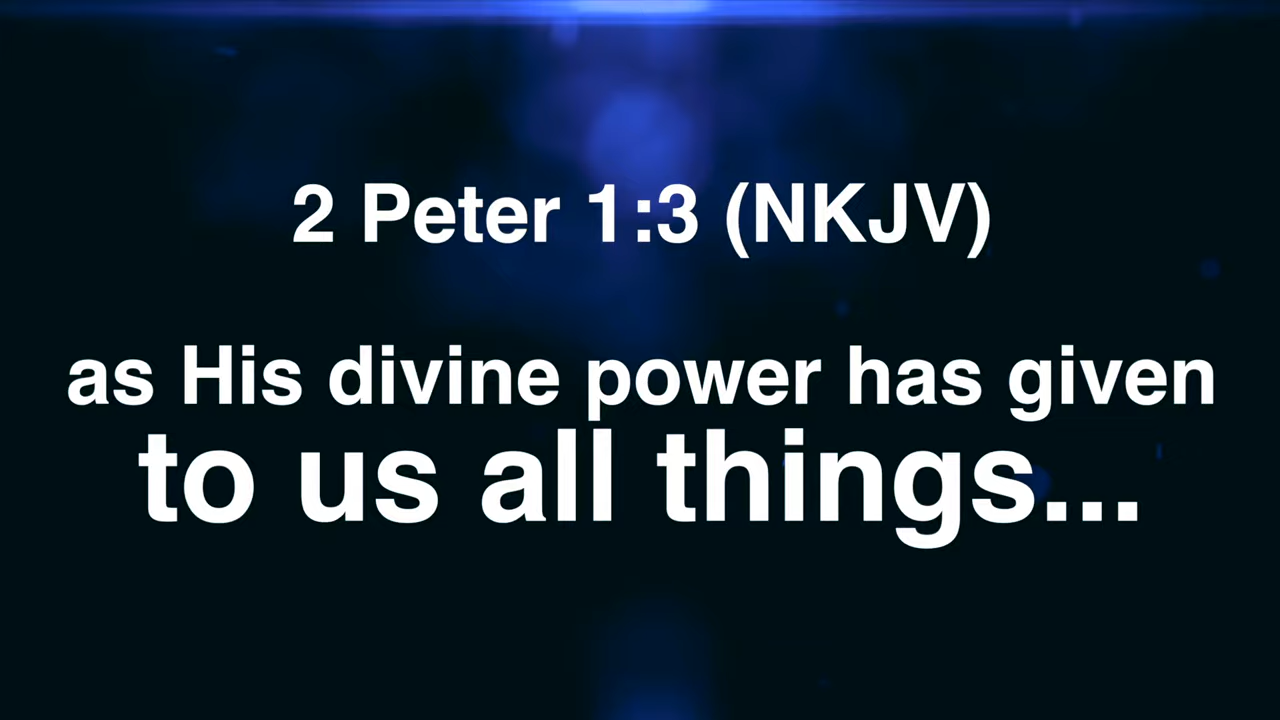 2 Peter 1:3 (NKJV)
as His divine power has given
to us all things...